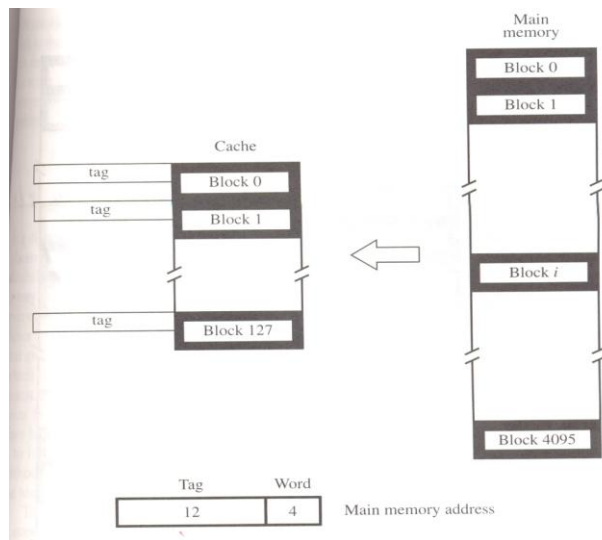 Main
memory
Block 0
Block 1
Cache
tag
Block 0
tag
Block 1
Block i
tag
Block 127
Block 4095
Tag Word
12 4 Main memory address